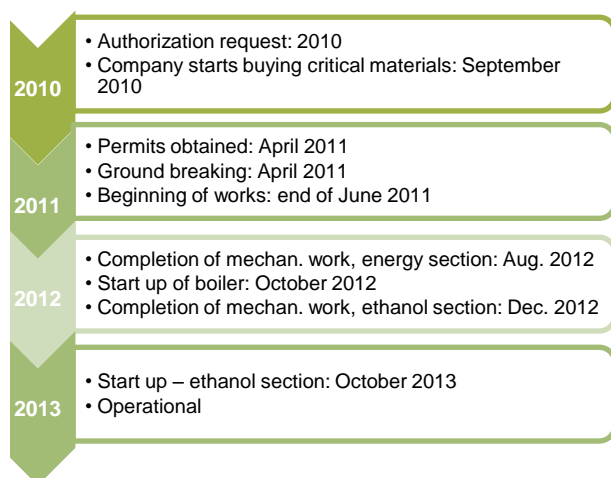 2010
• Authorization request: 2010
• Company starts buying critical materials: September
2010
2011
• Permits obtained: April 2011
• Ground breaking: April 2011
• Beginning of works: end of June 2011
2012
• Completion of mechan. work, energy section: Aug. 2012
• Start up of boiler: October 2012
• Completion of mechan. work, ethanol section: Dec. 2012
2013
• Start up – ethanol section: October 2013
• Operational